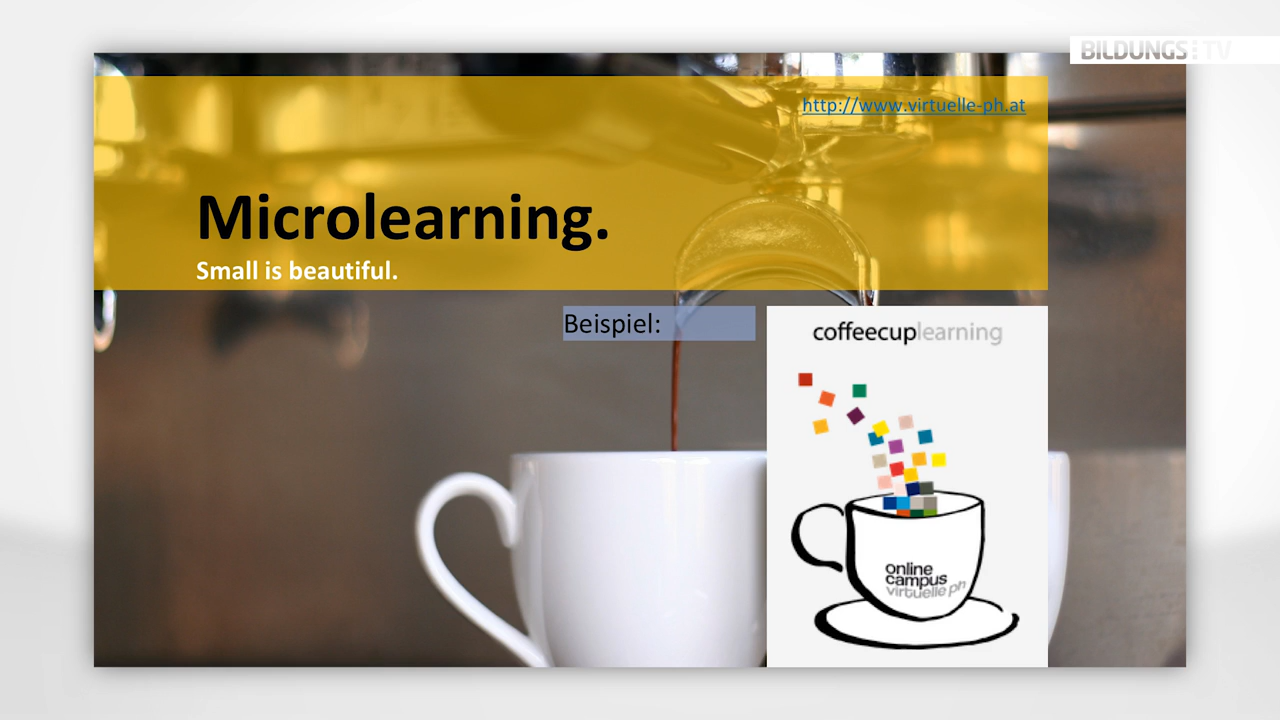 BILDUNGS TV
http://www.virtuelle-ph.at
Microlearning.
Small is beautiful.
Beispiel:
coffeecuplearning
online
campus
virtuelle ph